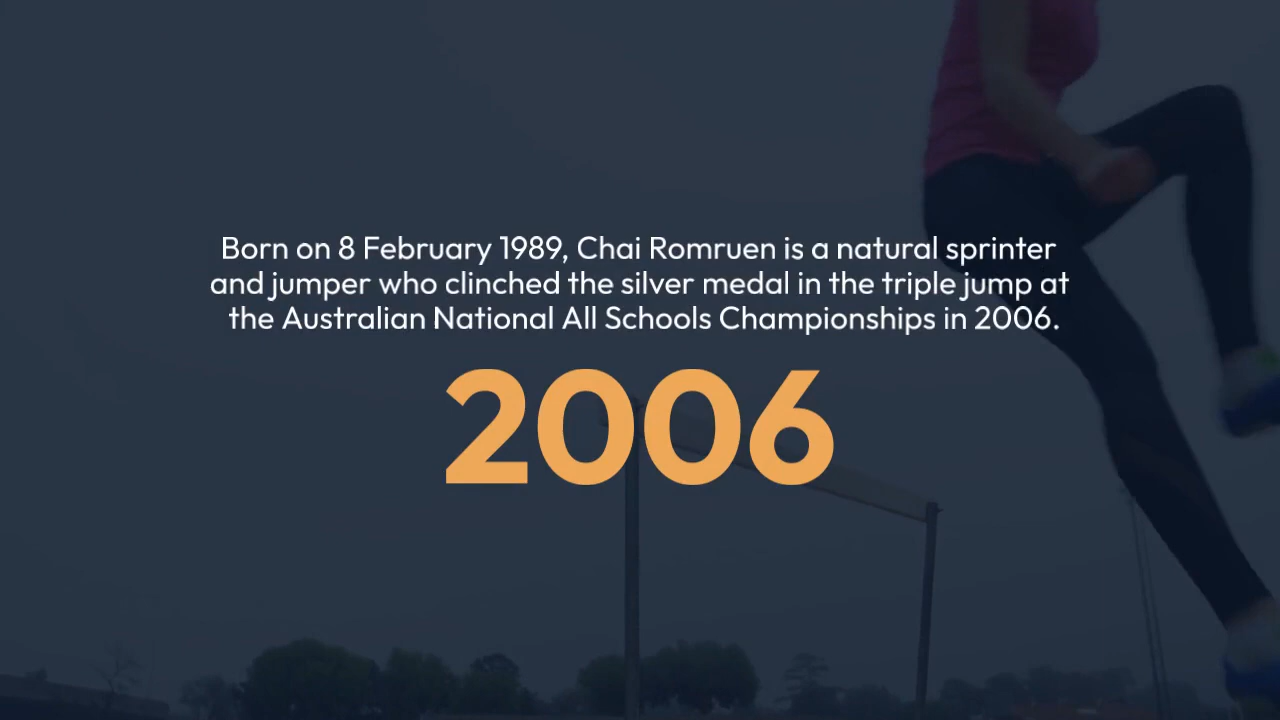 Born on 8 February 1989, Chai Romruen is a natural sprinter
and jumper who clinched the silver medal in the triple jump at
the Australian National All Schools Championships in 2006.
2006